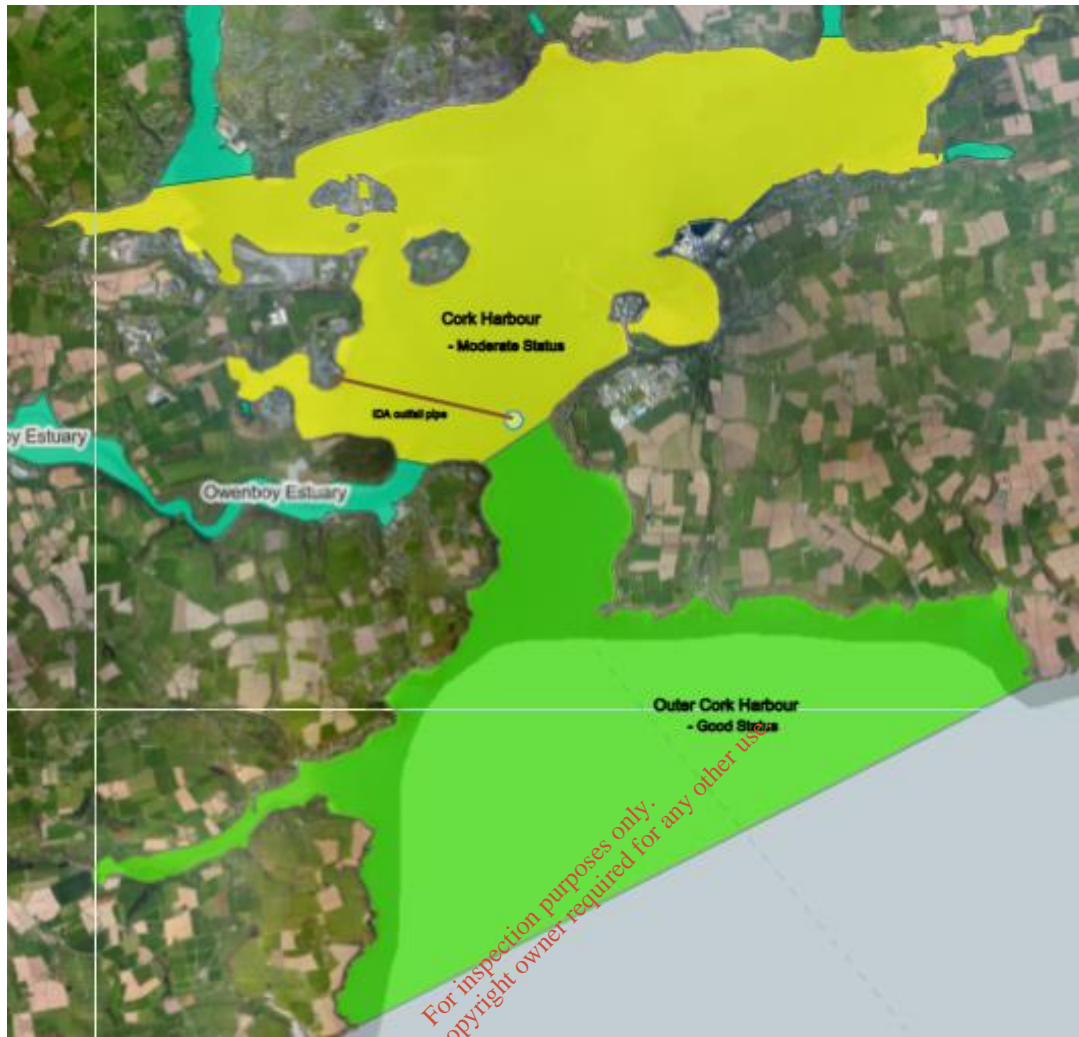 Cork Harbour
- Moderate Status
IDA outfall pipe
oy Estuary
Owenboy Estuary
Outer Cork Harbour
- Good Status
For inspection purposes only.
opyright owner required for any other use.